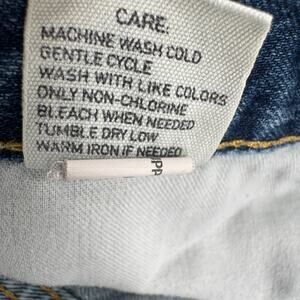 CARE:
MACHINE WASH COLD
GENTLE CYCLE
WASH WITH LIKE COLORS
ONLY NON-CHLORINE
BLEACH WHEN NEEDED
TUMBLE DRY LOW
WARM IRON IF NEEDED